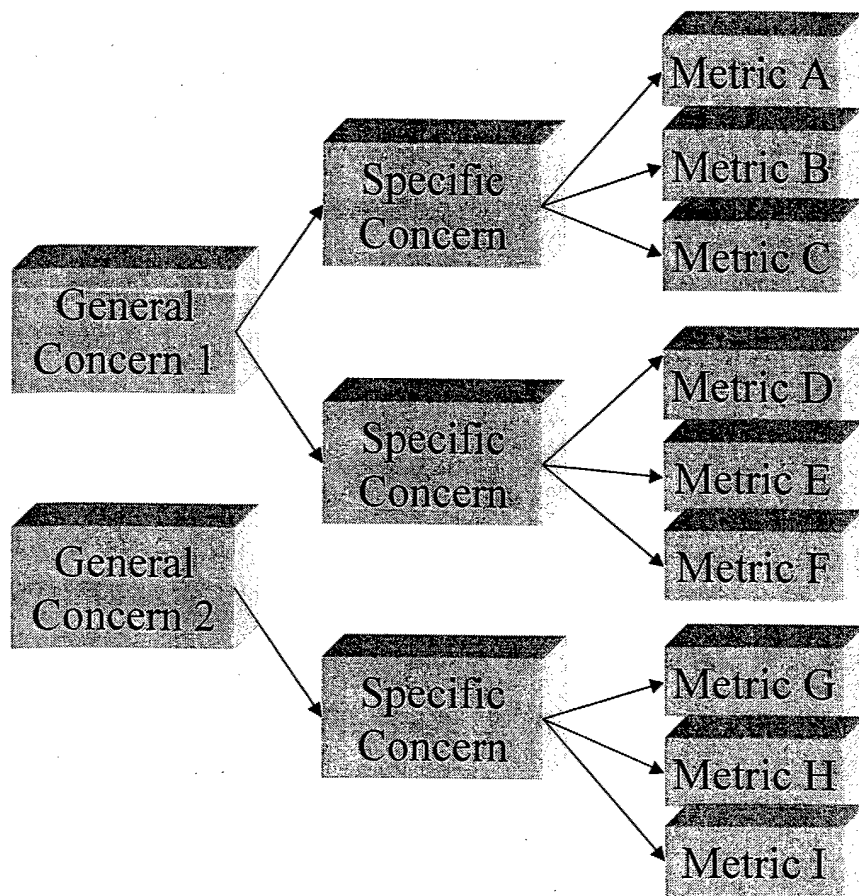 General
Concern 1
General
Concern 2
Specific
Concern
Specific
Concern
Specific
Concern
Metric A
Metric B
Metric C
Metric D
Metric E
Metric F
Metric G
Metric H
Metric I